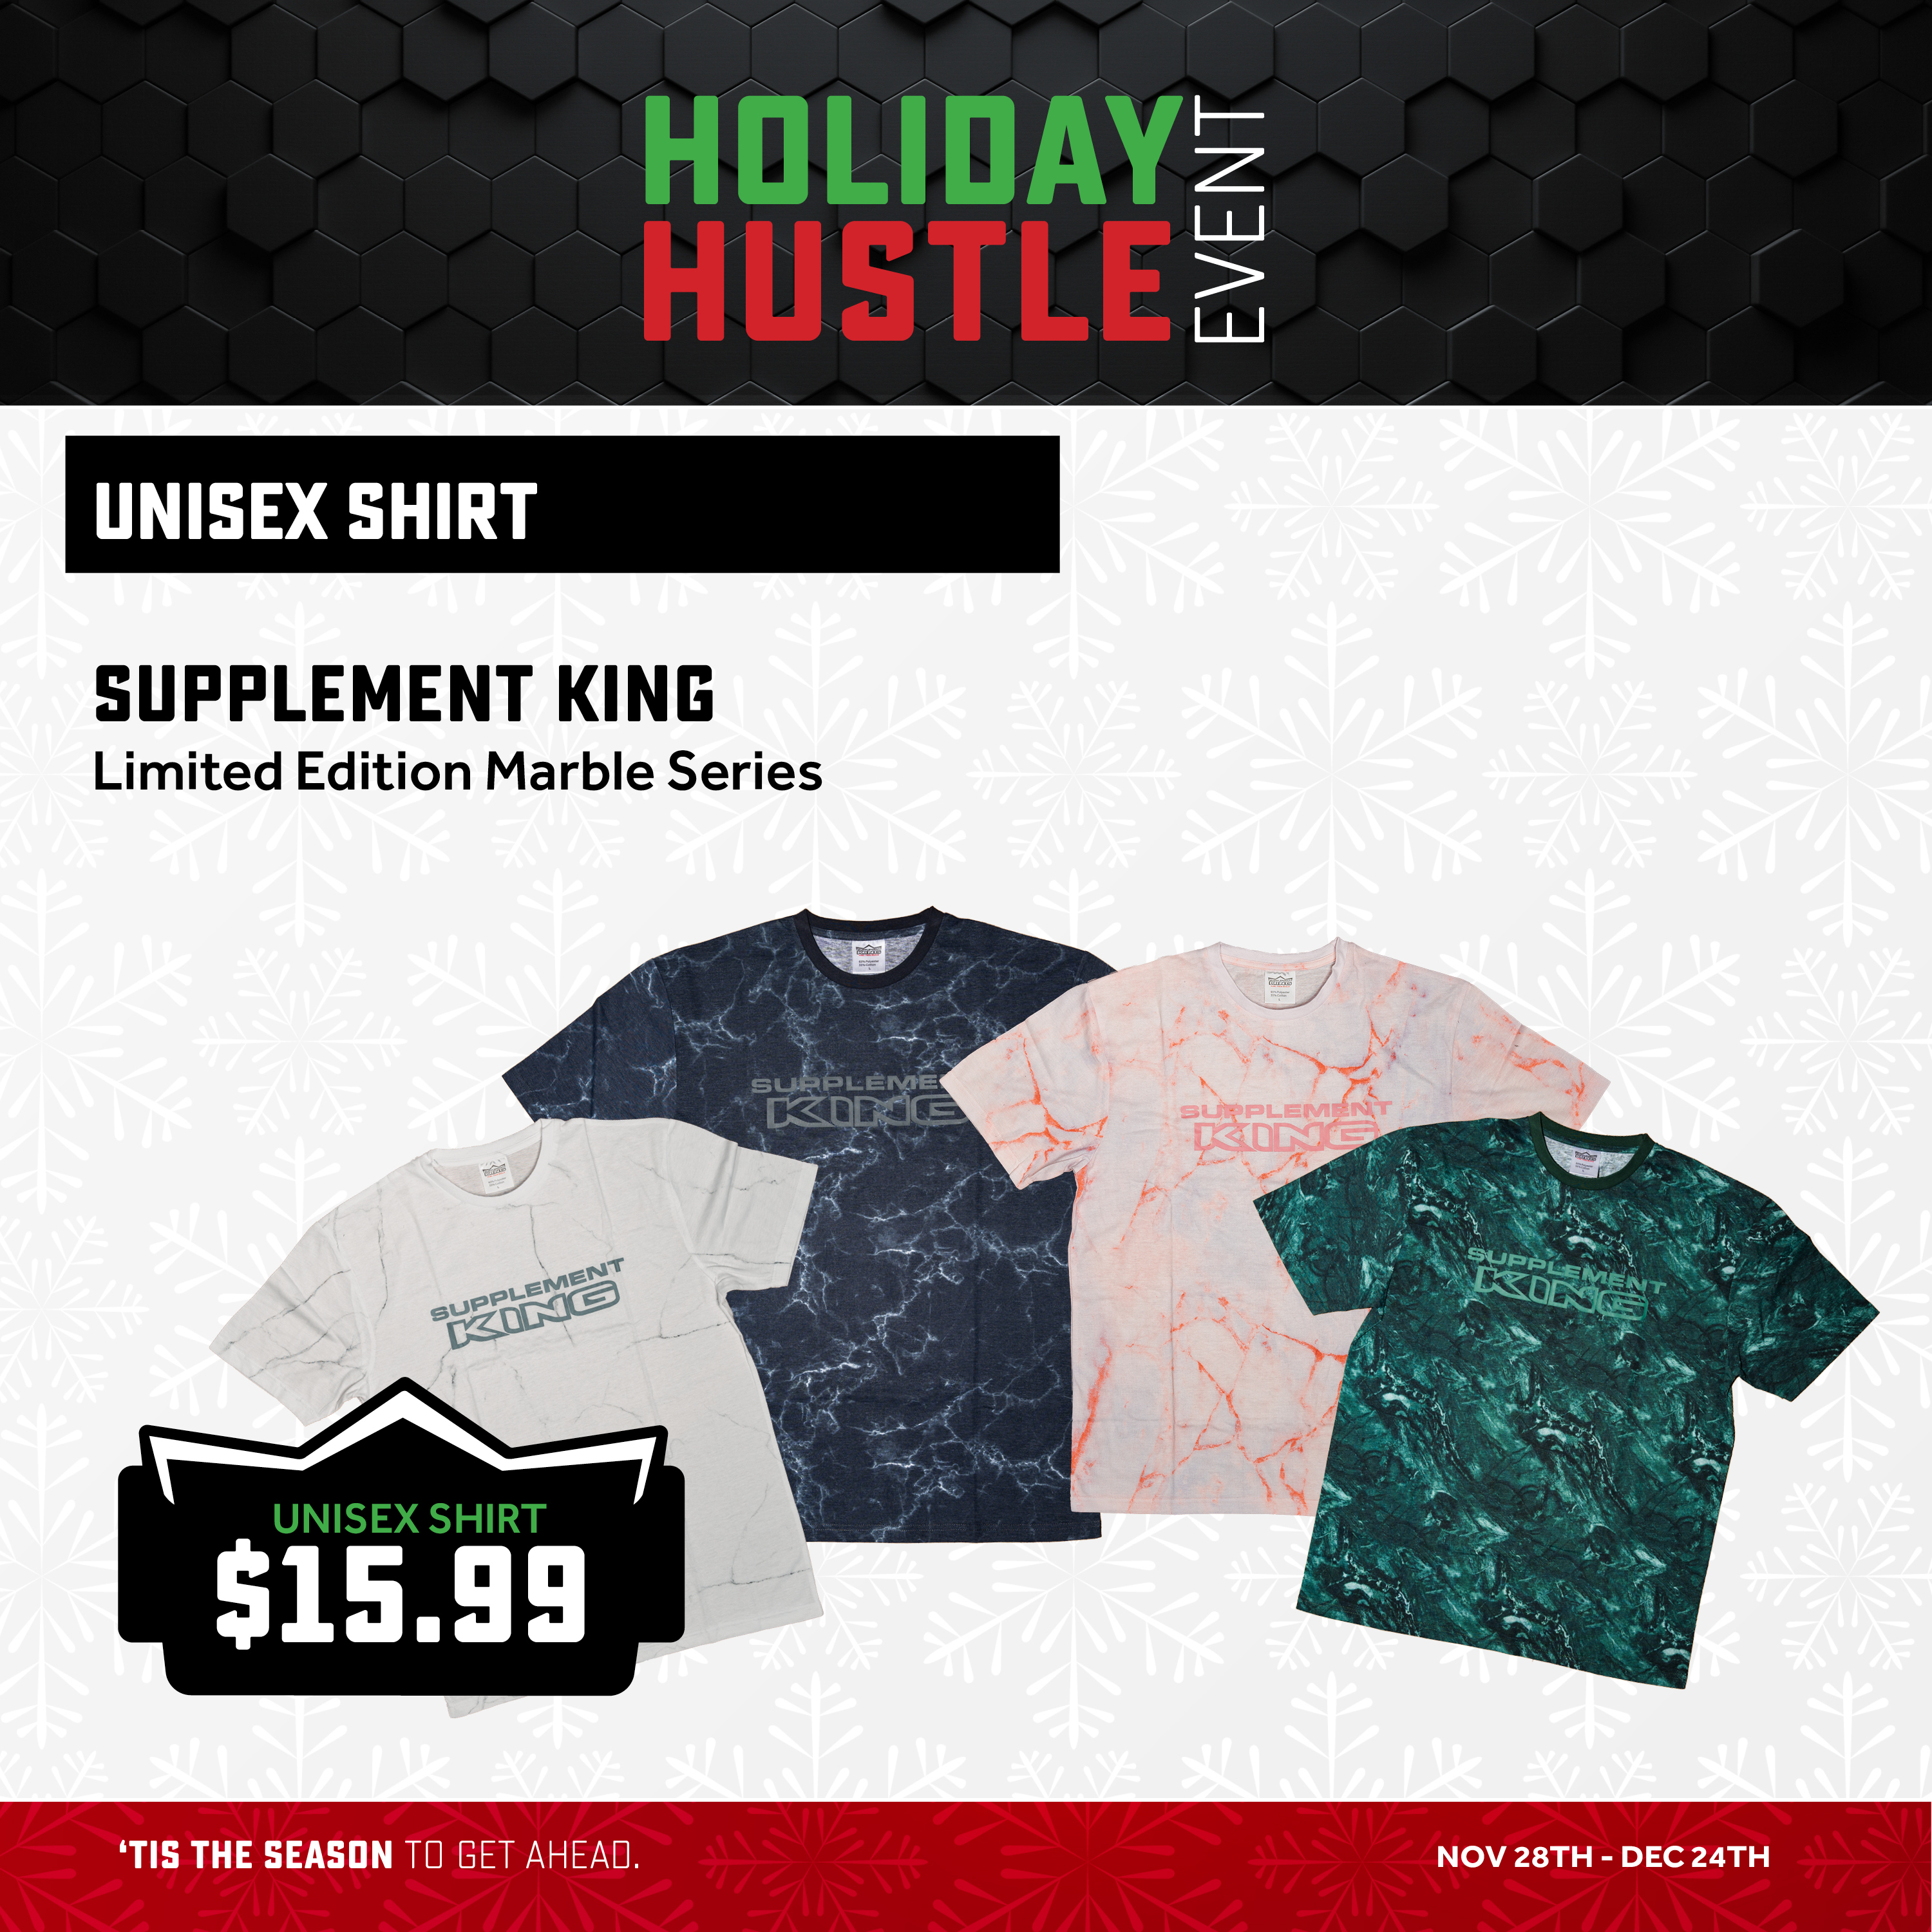 HOLIDAY
HUSTLE
EVENT
UNISEX SHIRT
SUPPLEMENT KING
Limited Edition Marble Series
SUPPLEME
KING
SUPPLEMENT
KING
SUPPLEMENT
KING
SUPPLEMENT
KING
UNISEX SHIRT
$15.99
‘TIS THE SEASON TO GET AHEAD.
NOV 28TH - DEC 24TH